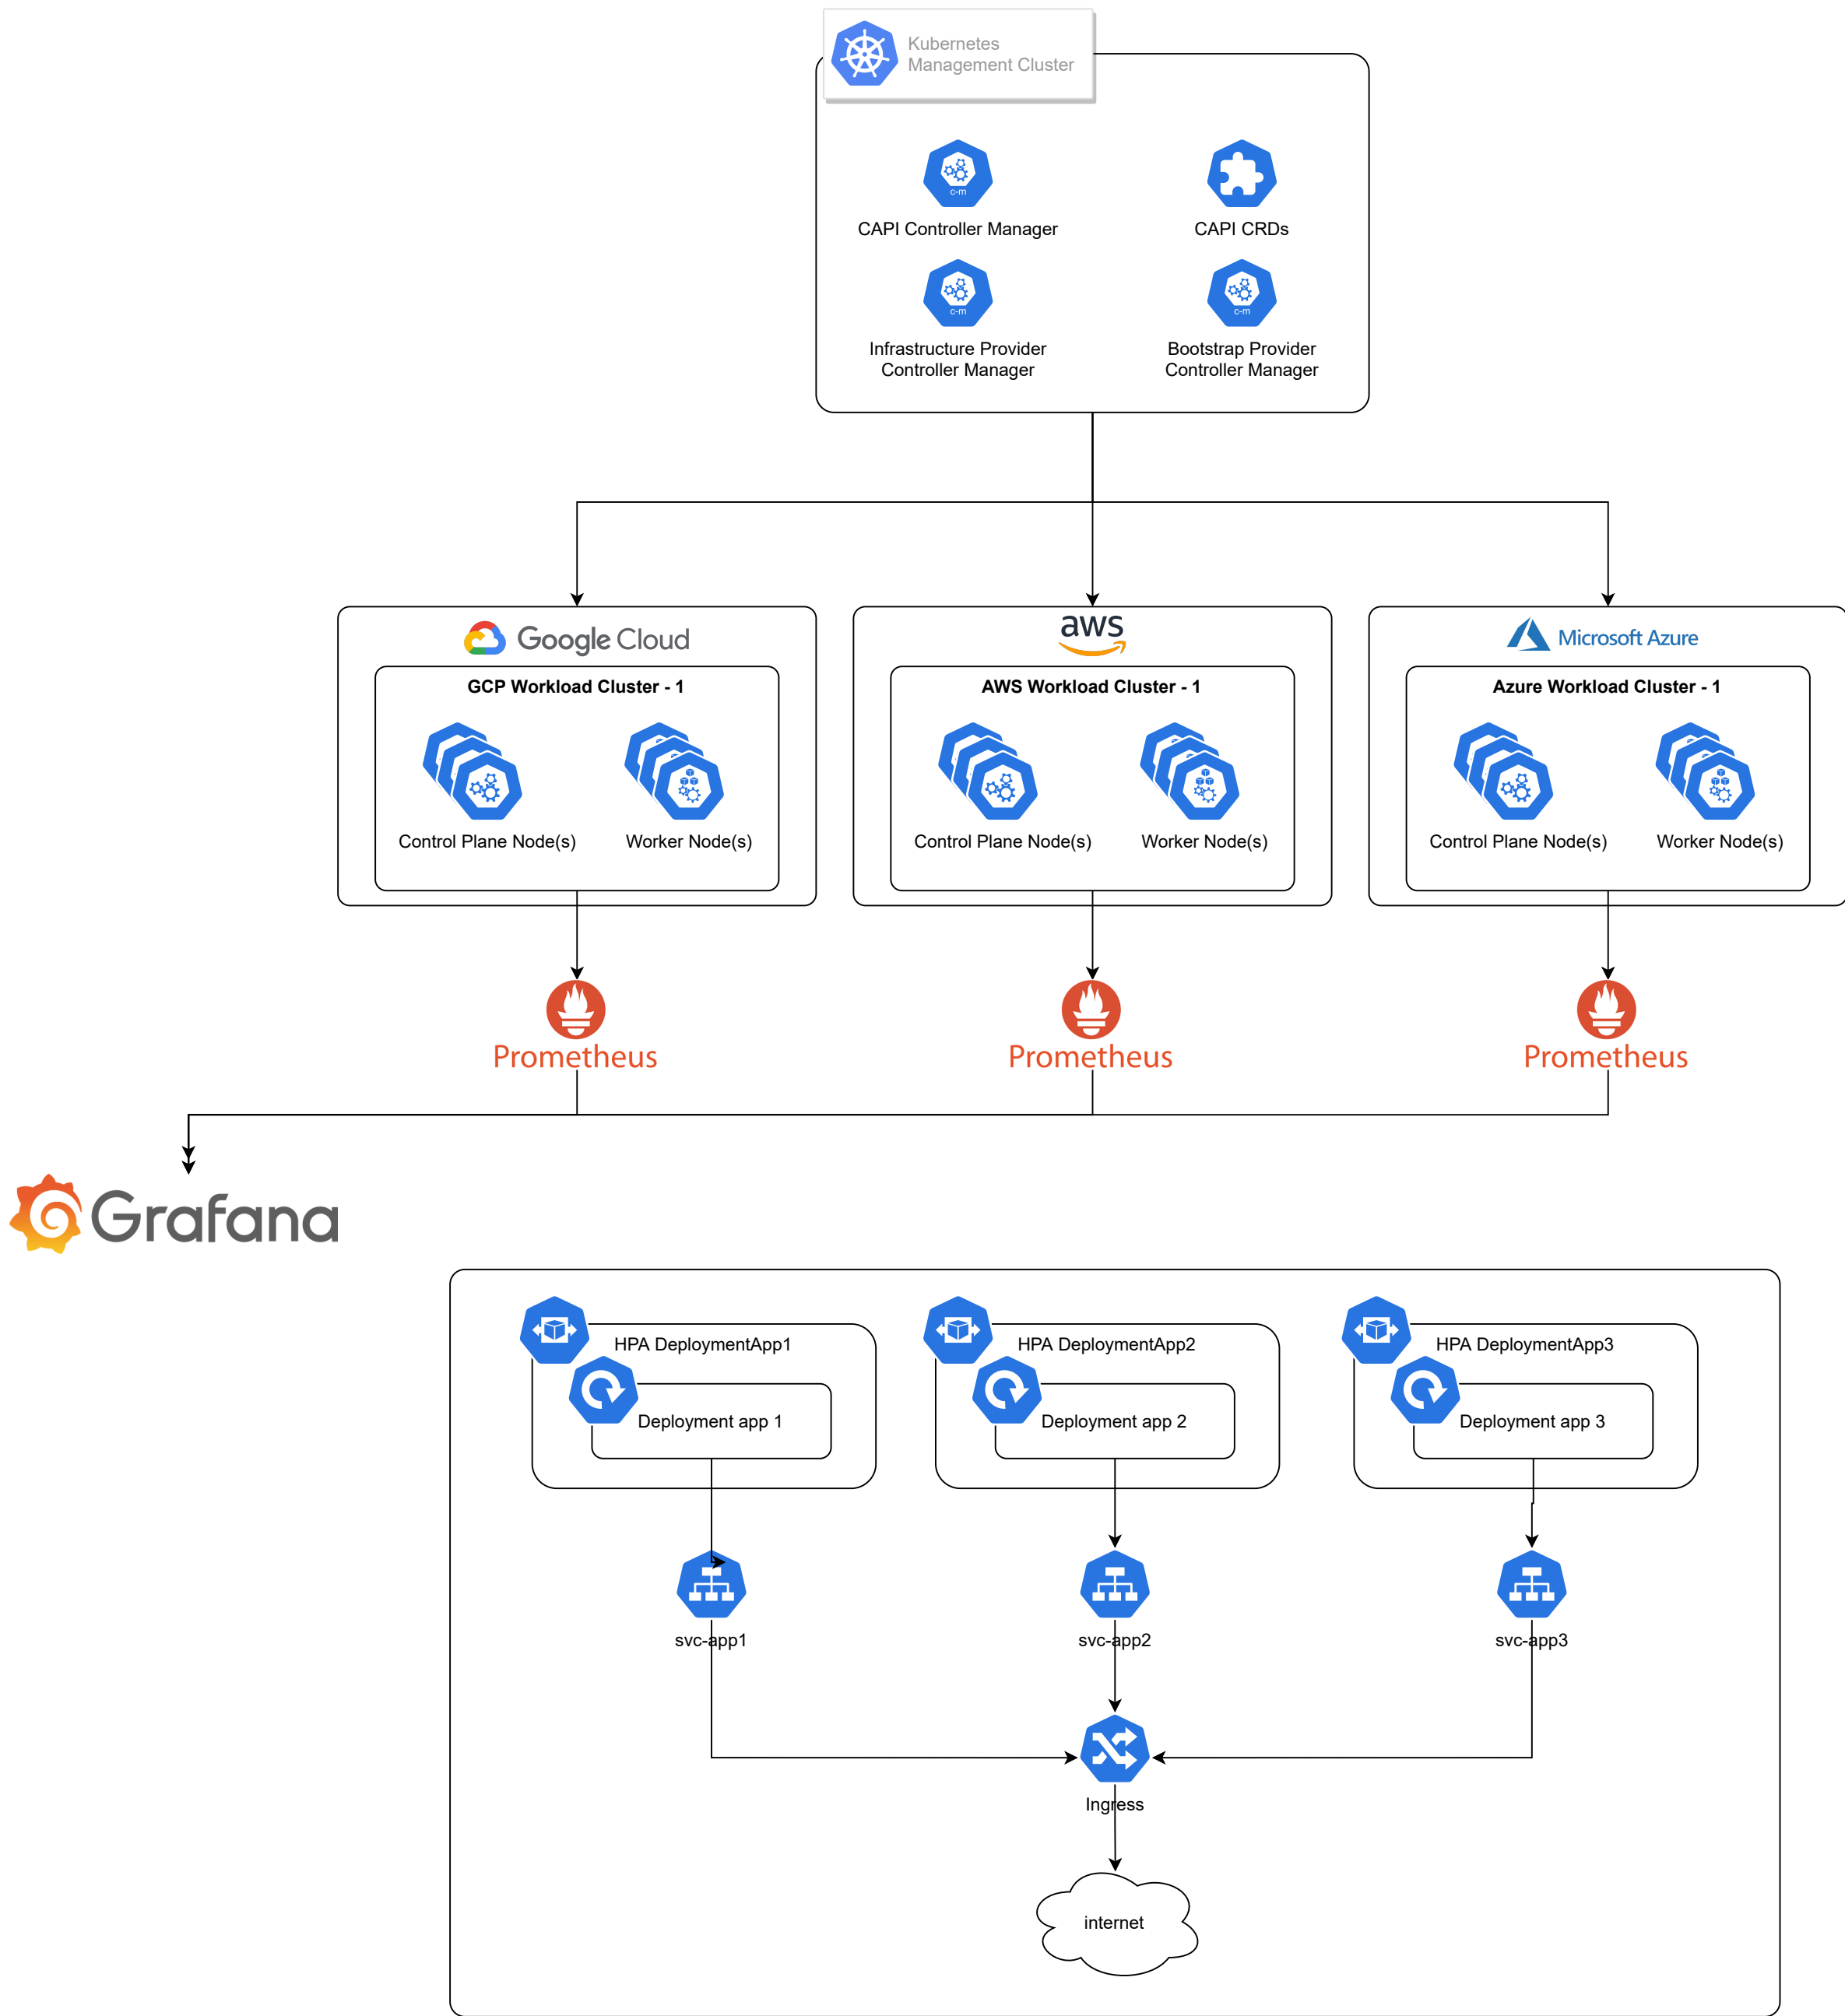 Kubernetes
Management Cluster
c-m
CAPI Controller Manager
CAPI CRDs
c-m
c-m
Infrastructure Provider
Controller Manager
Bootstrap Provider
Controller Manager
Google Cloud
aws
Microsoft Azure
GCP Workload Cluster - 1
AWS Workload Cluster - 1
Azure Workload Cluster - 1
Control Plane Node(s)
Worker Node(s)
Control Plane Node(s)
Worker Node(s)
Control Plane Node(s)
Worker Node(s)
Prometheus
Prometheus
Prometheus
Grafana
HPA DeploymentApp1
HPA DeploymentApp2
HPA DeploymentApp3
Deployment app 1
Deployment app 2
Deployment app 3
svc-app1
svc-app2
svc-app3
Ingress
internet